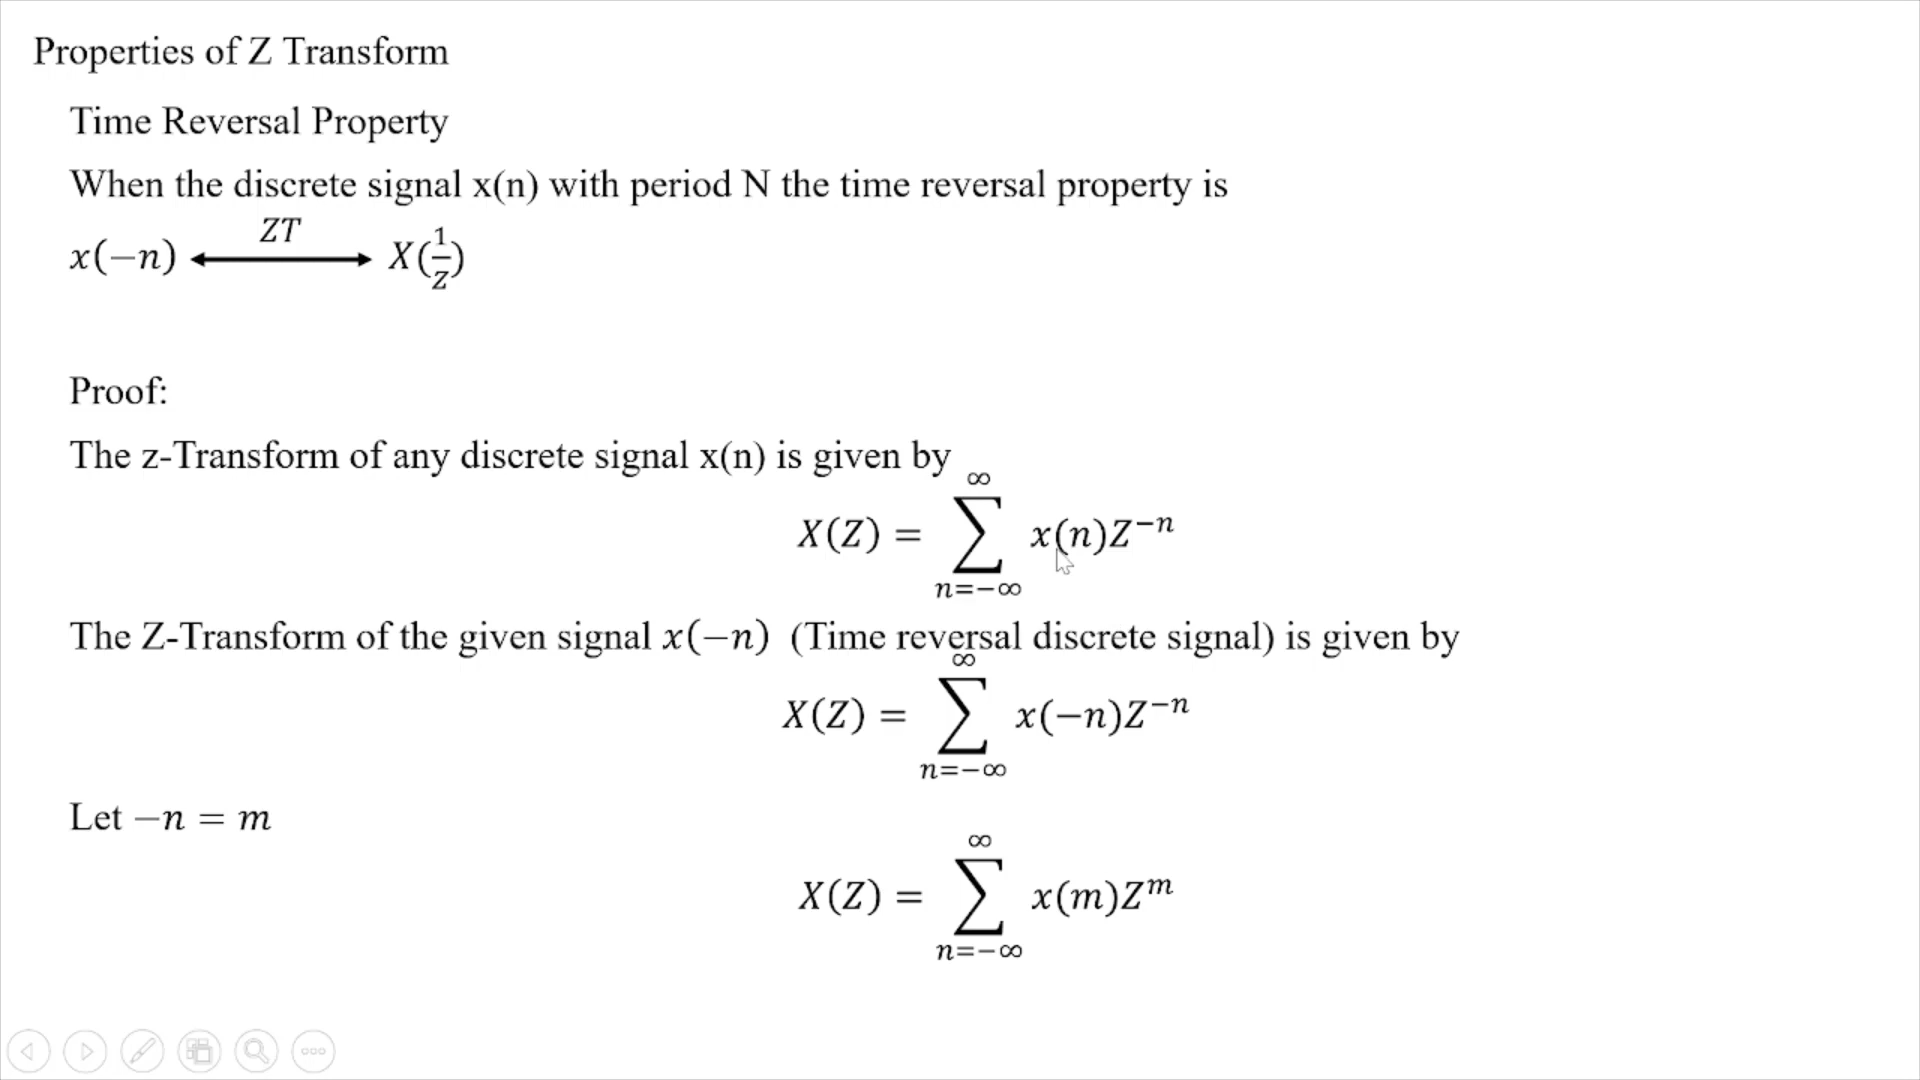 Properties of Z Transform
Time Reversal Property
When the discrete signal x(n) with period N the time reversal property is
x(−n) ⟷ᶻᵀ X(1/Z)
Proof:
The z-Transform of any discrete signal x(n) is given by
X(Z) = ∑_{n=−∞}^{∞} x(n)Z^{−n}
The Z-Transform of the given signal x(−n) (Time reversal discrete signal) is given by
X(Z) = ∑_{n=−∞}^{∞} x(−n)Z^{−n}
Let −n = m
X(Z) = ∑_{n=−∞}^{∞} x(m)Z^{m}